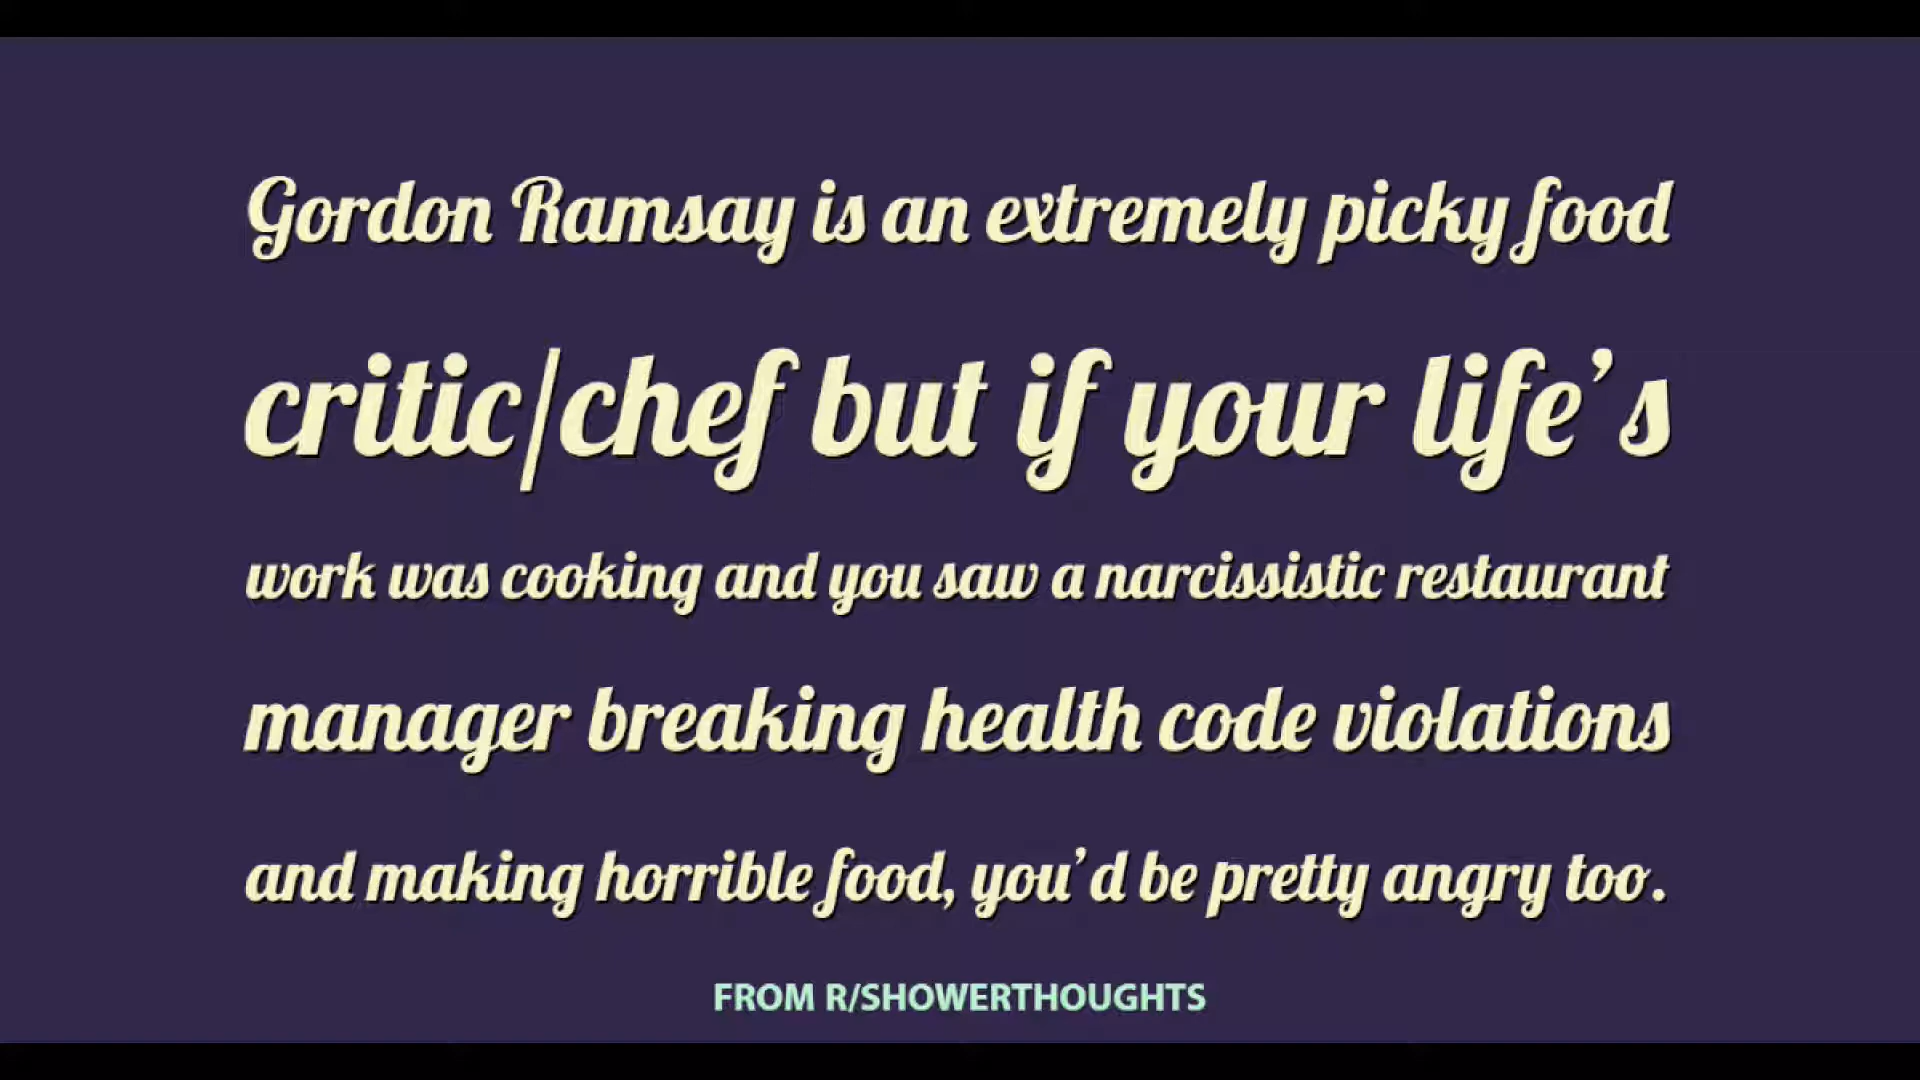 Gordon Ramsay is an extremely picky food
critic/chef but if your life's
work was cooking and you saw a narcissistic restaurant
manager breaking health code violations
and making horrible food, you'd be pretty angry too.
FROM R/SHOWERTHOUGHTS